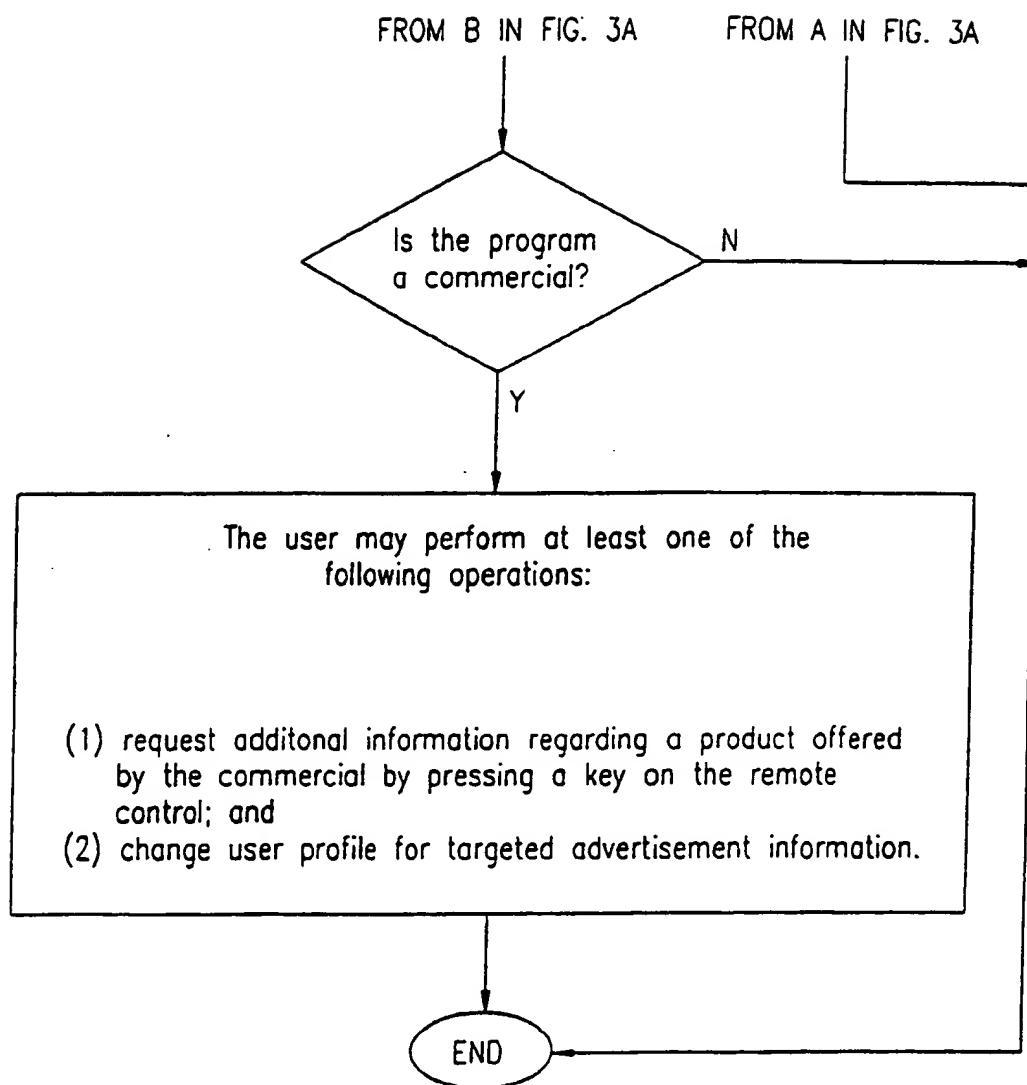 FROM B IN FIG. 3A
FROM A IN FIG. 3A
Is the program
a commercial?
N
Y
The user may perform at least one of the
following operations:
(1) request additonal information regarding a product offered
by the commercial by pressing a key on the remote
control; and
(2) change user profile for targeted advertisement information.
END